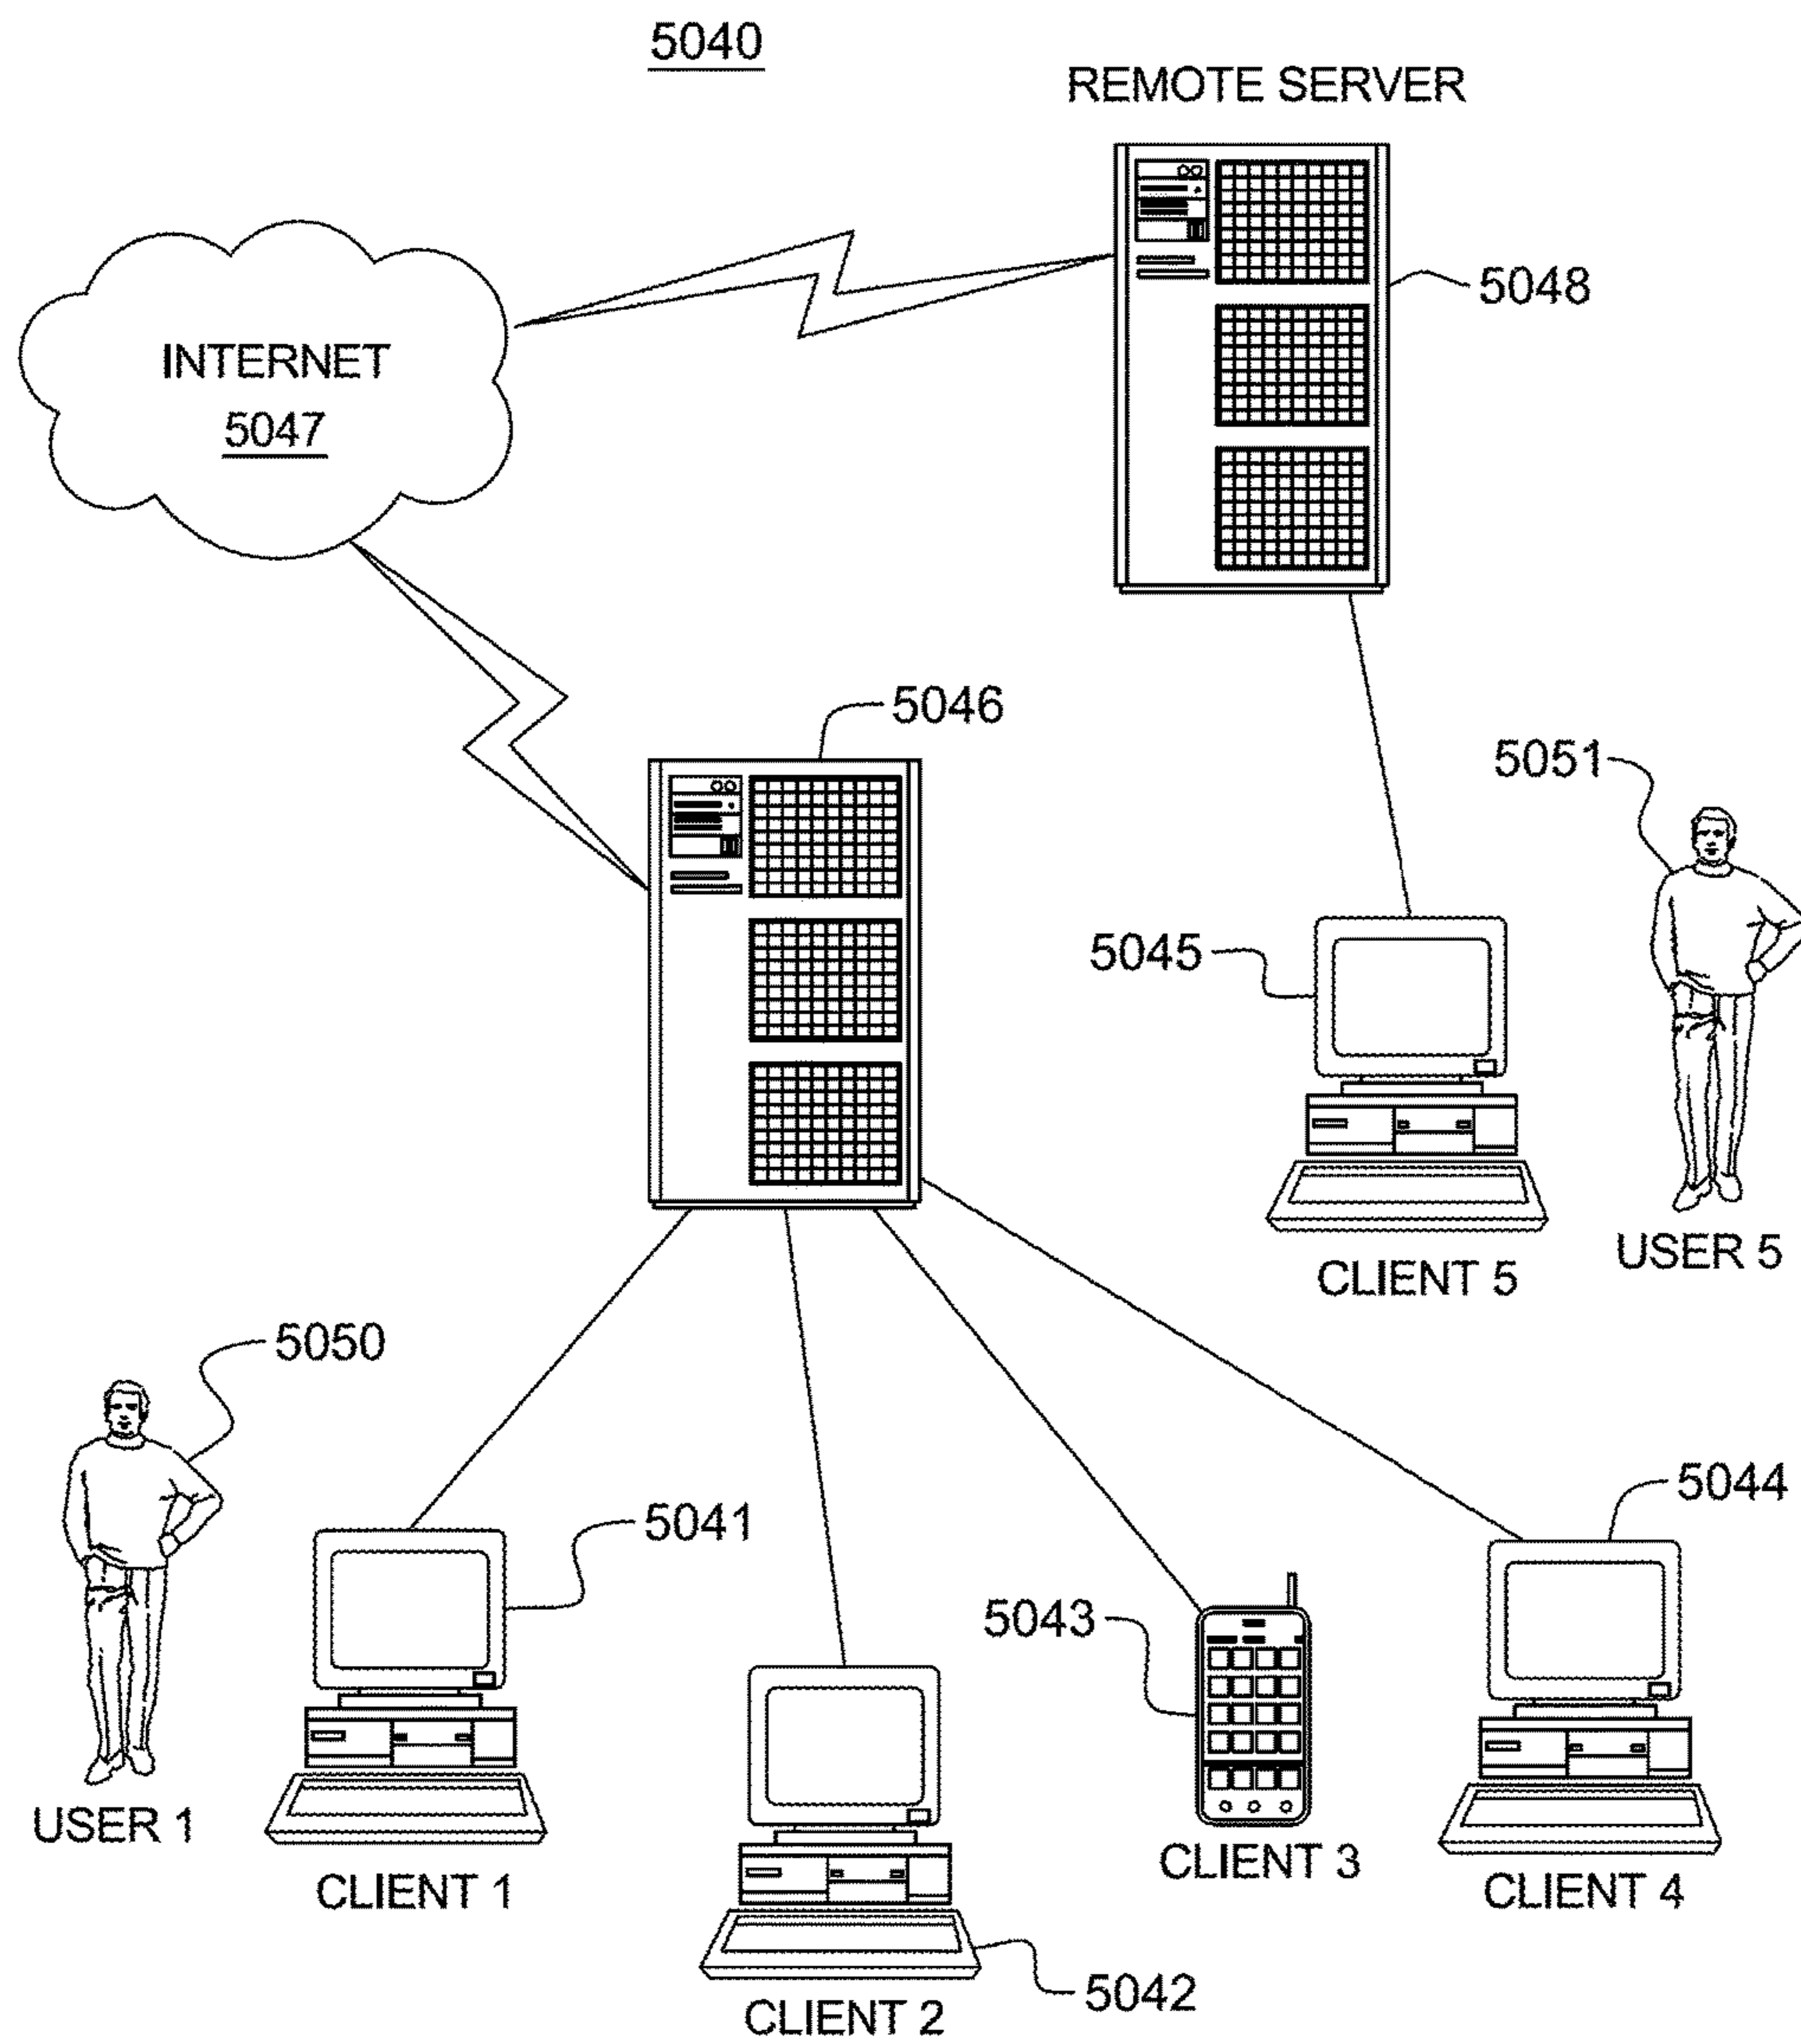 5040
REMOTE SERVER
5048
INTERNET
5047
5046
5051
5045
USER 5
CLIENT 5
5050
5044
5041
5043
USER 1
CLIENT 1
CLIENT 3
CLIENT 4
5042
CLIENT 2